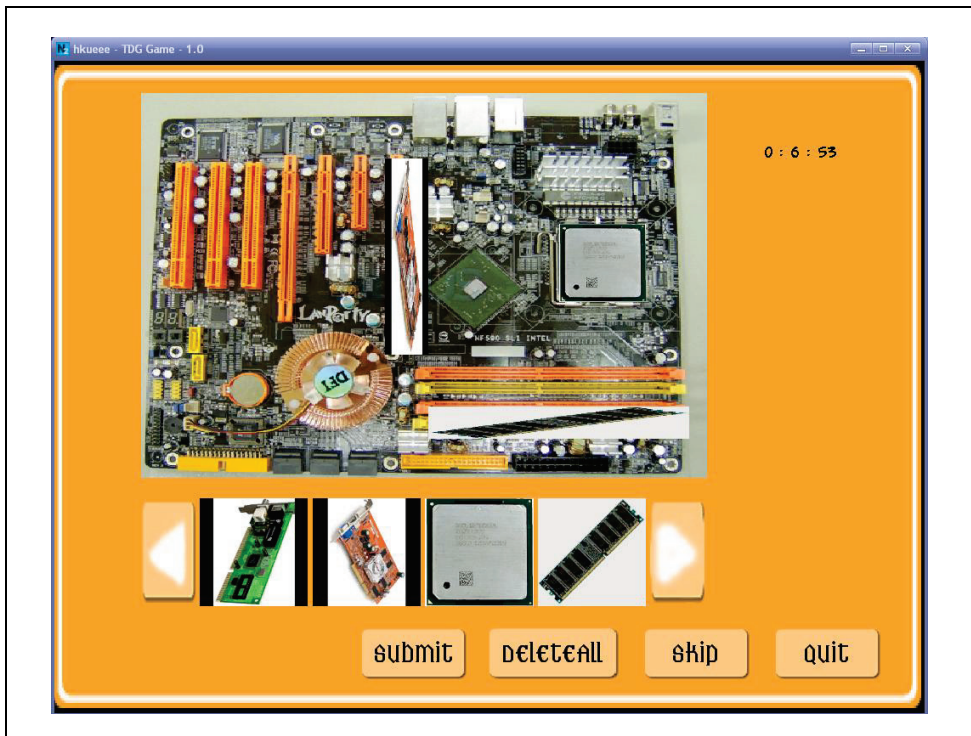 hkueee - TDG Game - 1.0
0 : 6 : 53
LANParty
DFI
NF590 SLI INTEL
submit
DELETEAll
skip
quit